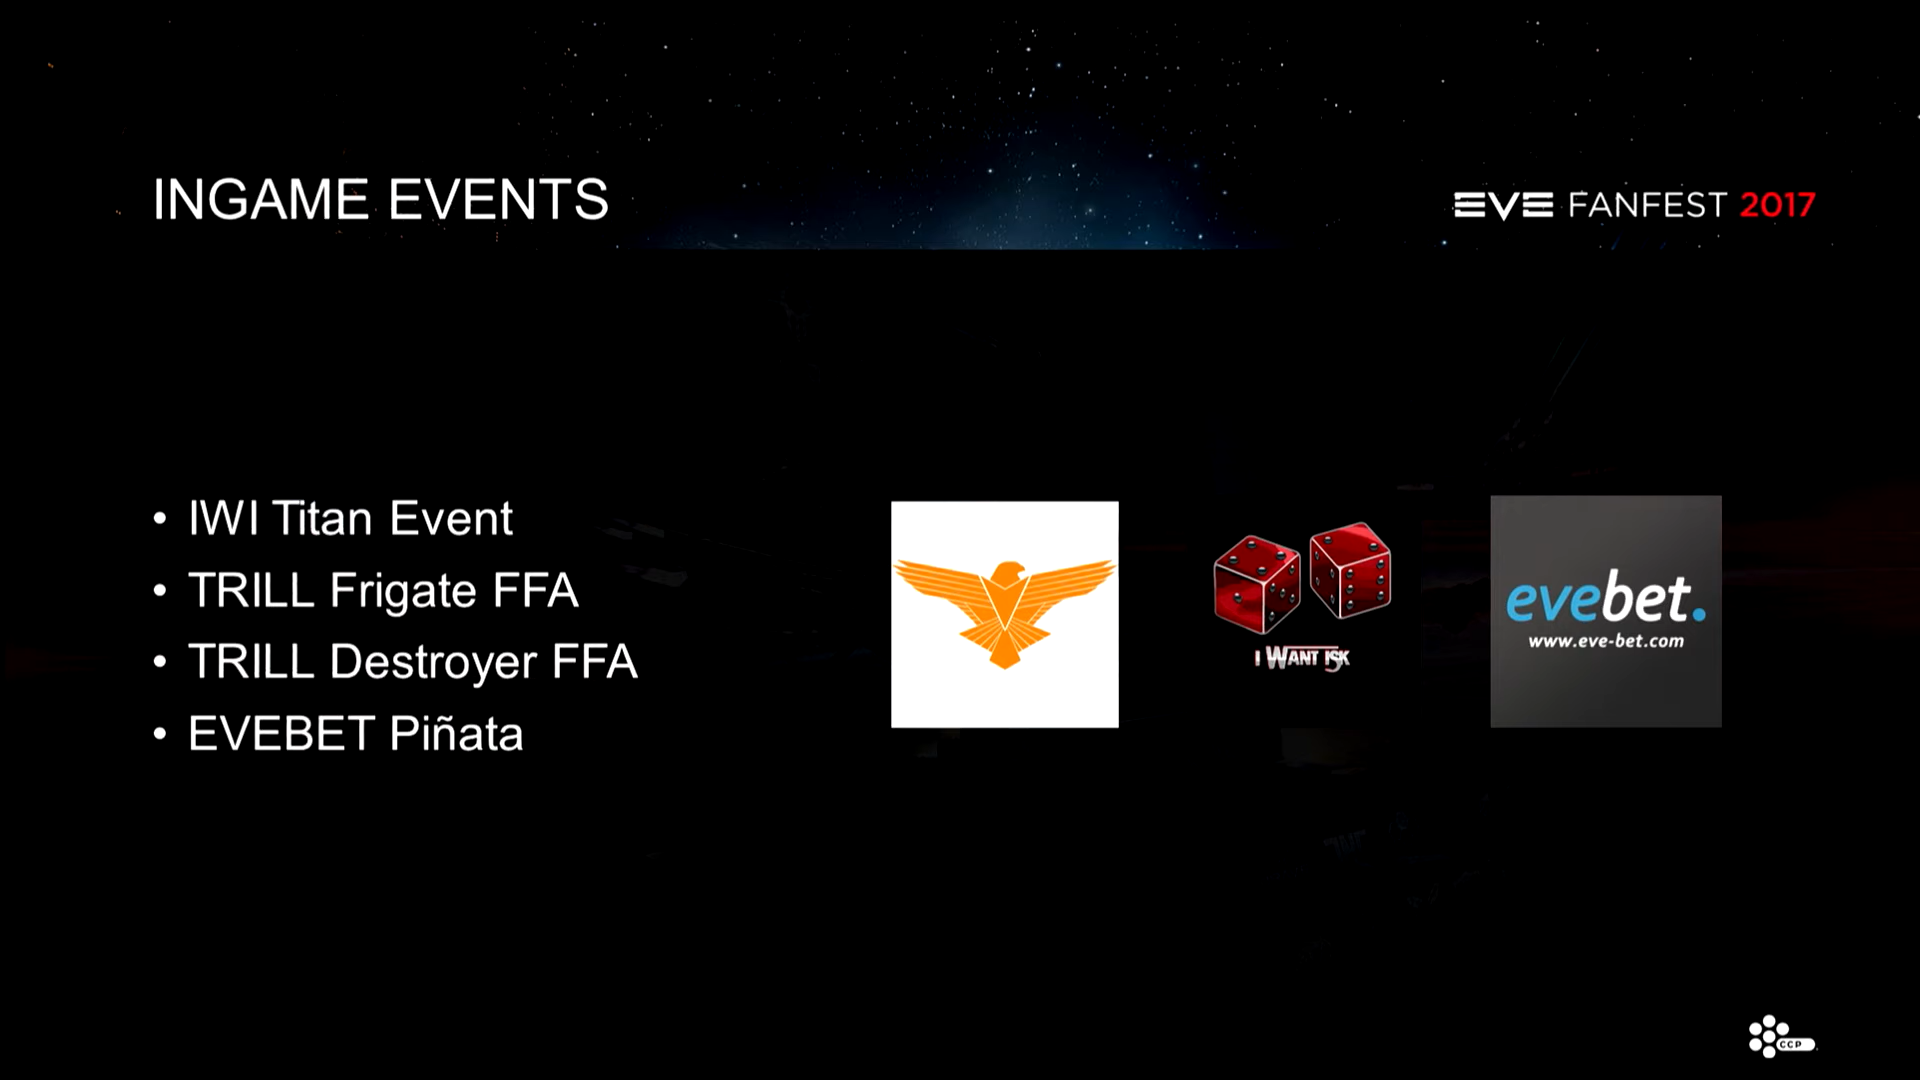 INGAME EVENTS
EVE FANFEST 2017
• IWI Titan Event
• TRILL Frigate FFA
• TRILL Destroyer FFA
• EVEBET Piñata
I WANT ISK
evebet.
www.eve-bet.com
CCP